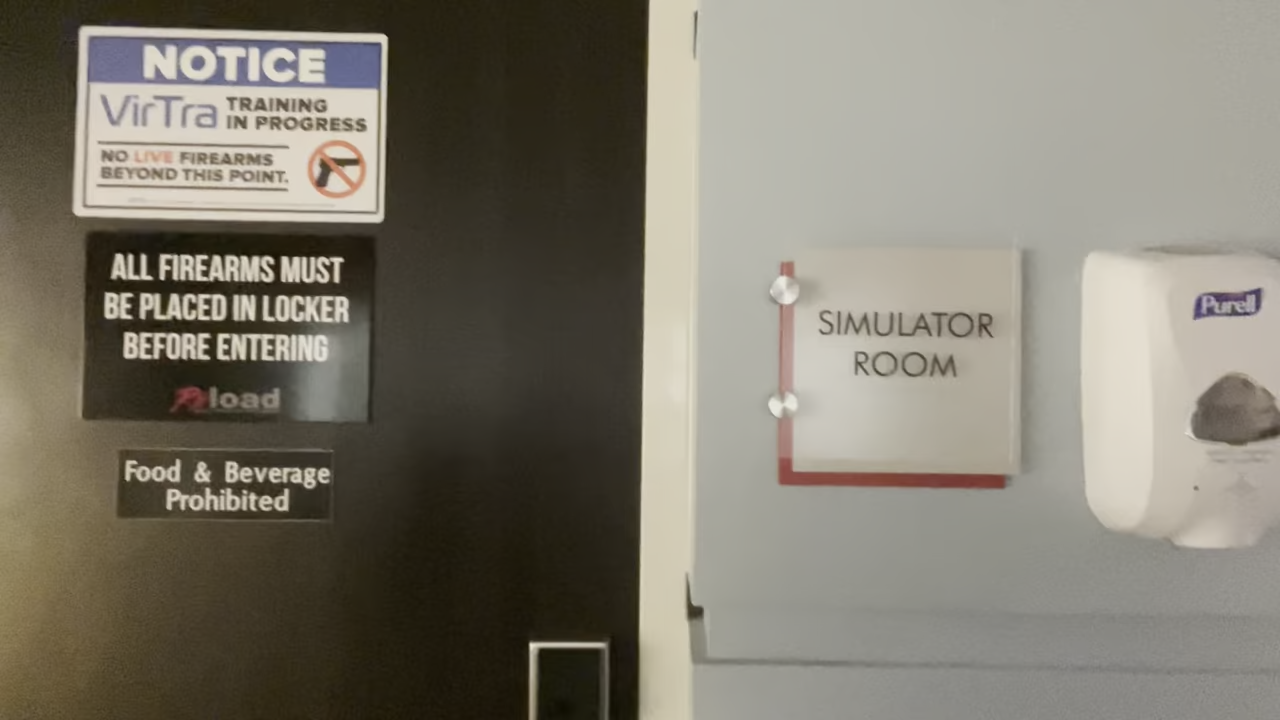 NOTICE
VirTra TRAINING IN PROGRESS
NO LIVE FIREARMS
BEYOND THIS POINT.
ALL FIREARMS MUST
BE PLACED IN LOCKER
BEFORE ENTERING
Reload
Food & Beverage
Prohibited
SIMULATOR
ROOM
Purell